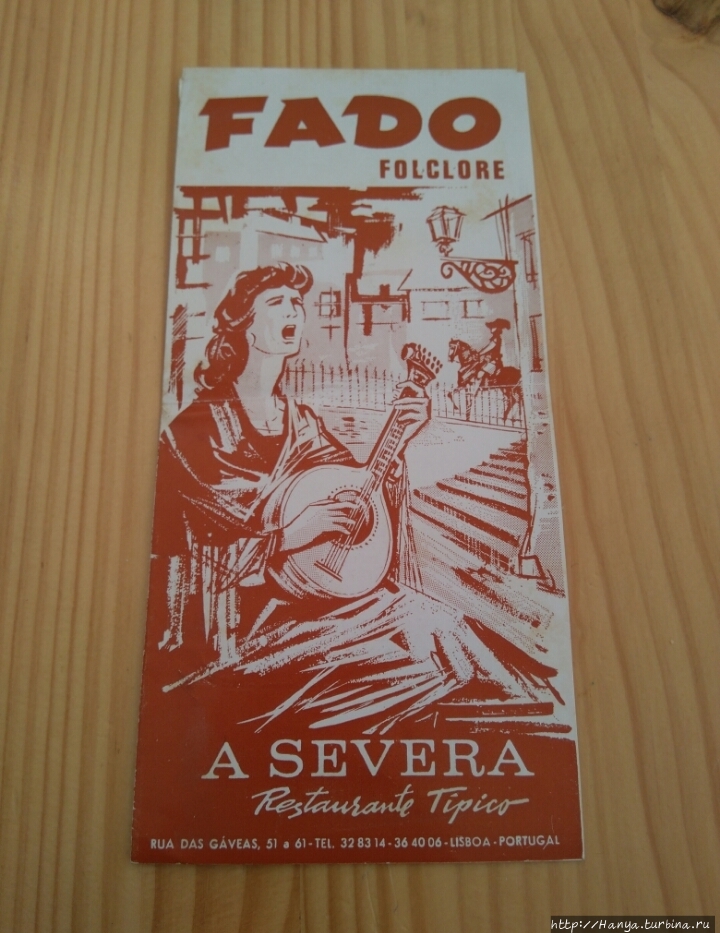 FADO
FOLCLORE
A SEVERA
Restaurante Típico
RUA DAS GÁVEAS, 51 a 61 - TEL. 32 83 14 - 36 40 06 - LISBOA - PORTUGAL
http://Hanya.turbina.ru